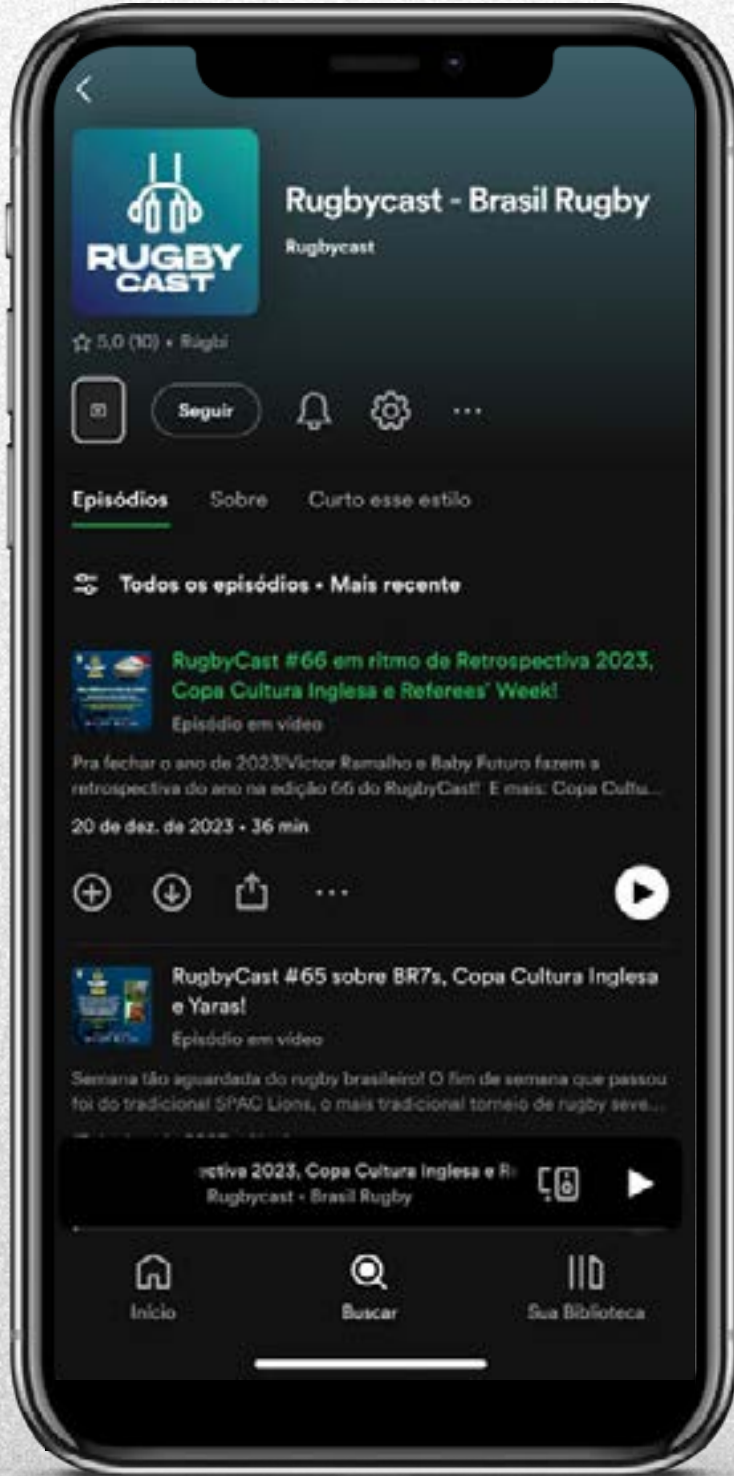 Rugbycast - Brasil Rugby
Rugbycast
RUGBY
CAST
5,0 (10) • Rúgbi
Seguir
Episódios Sobre Curto esse estilo
Todos os episódios • Mais recente
RugbyCast #66 em ritmo de Retrospectiva 2023,
Copa Cultura Inglesa e Referees' Week!
Episódio em vídeo
Pra fechar o ano de 2023!Victor Ramalho e Baby Futuro fazem a
retrospectiva do ano na edição 66 do RugbyCast! E mais: Copa Cultu...
20 de dez. de 2023 • 36 min
RugbyCast #65 sobre BR7s, Copa Cultura Inglesa
e Yaras!
Episódio em vídeo
Semana tão aguardada do rugby brasileiro! O fim de semana que passou
foi do tradicional SPAC Lions, o mais tradicional torneio de rugby seve...
ectiva 2023, Copa Cultura Inglesa e R
Rugbycast • Brasil Rugby
Início Buscar Sua Biblioteca